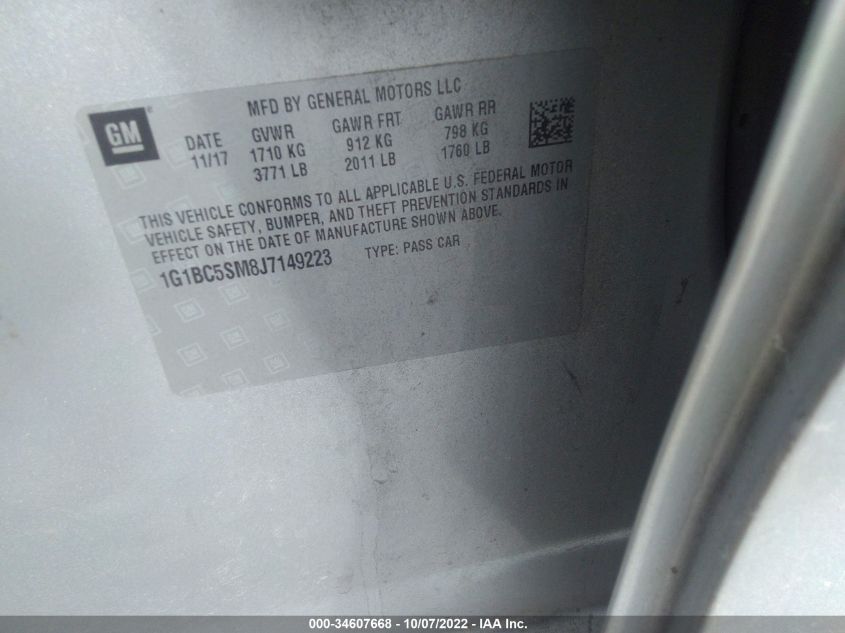 MFD BY GENERAL MOTORS LLC
GM ®
DATE GVWR GAWR FRT GAWR RR
11/17 1710 KG 912 KG 798 KG
3771 LB 2011 LB 1760 LB
THIS VEHICLE CONFORMS TO ALL APPLICABLE U.S. FEDERAL MOTOR
VEHICLE SAFETY, BUMPER, AND THEFT PREVENTION STANDARDS IN
EFFECT ON THE DATE OF MANUFACTURE SHOWN ABOVE.
1G1BC5SM8J7149223 TYPE: PASS CAR
000-34607668 - 10/07/2022 - IAA Inc.